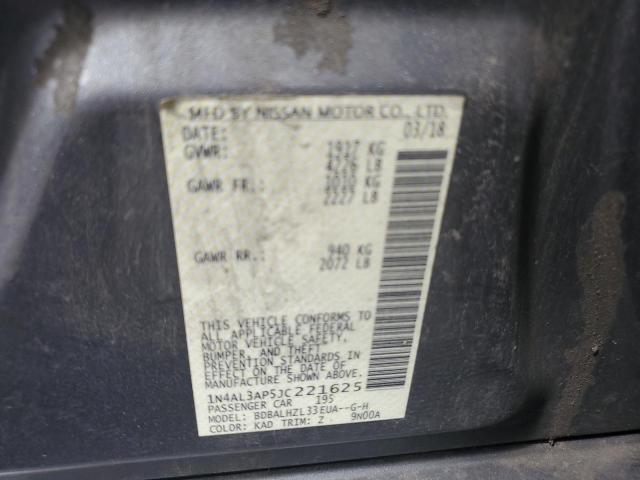 MFD BY NISSAN MOTOR CO., LTD.
DATE: 03/18
GVWR: 1917 KG
4226 LB
GAWR FR.: 1010 KG
2227 LB
GAWR RR.: 940 KG
2072 LB
THIS VEHICLE CONFORMS TO
ALL APPLICABLE FEDERAL
MOTOR VEHICLE SAFETY,
BUMPER, AND THEFT
PREVENTION STANDARDS IN
EFFECT ON THE DATE OF
MANUFACTURE SHOWN ABOVE.
1N4AL3AP5JC221625
PASSENGER CAR 195
MODEL: BDBALHZL33EUA--G-H
COLOR: KAD TRIM: Z 9N00A